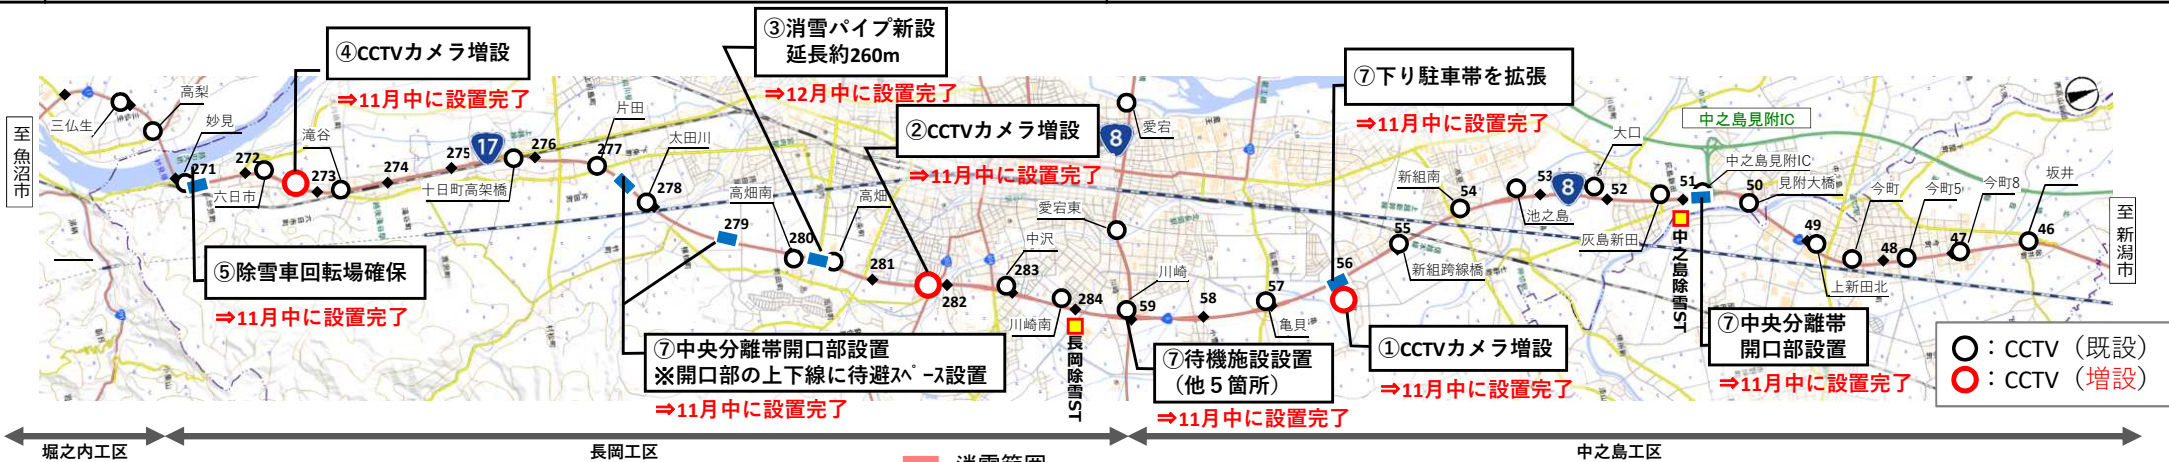 ④CCTVカメラ増設
⇒11月中に設置完了
③消雪パイプ新設
延長約260m
⇒12月中に設置完了
②CCTVカメラ増設
⇒11月中に設置完了
⑦下り駐車帯を拡張
⇒11月中に設置完了
至魚沼市
三仏生
高梨
妙見
271
272
六日市
滝谷
273
274
275
17
十日町高架橋
276
片田
277
太田川
278
279
高畑南
280
高畑
281
282
中沢
283
川崎南
284
長岡除雪ST
愛宕
8
愛宕東
川崎
59
58
57
亀貝
56
55
新組跨線橋
新組南
54
53
池之島
8
大口
52
灰島新田
51
中之島見附IC
中之島見附IC
中之島除雪ST
50
見附大橋
49
上新田北
今町
48
今町5
47
今町8
46
坂井
至新潟市
⑤除雪車回転場確保
⇒11月中に設置完了
⑦中央分離帯開口部設置
※開口部の上下線に待避スペース設置
⇒11月中に設置完了
⑦待機施設設置
(他5箇所)
⇒11月中に設置完了
①CCTVカメラ増設
⇒11月中に設置完了
⑦中央分離帯
開口部設置
⇒11月中に設置完了
○:CCTV(既設)
○:CCTV(増設)
堀之内工区
長岡工区
中之島工区